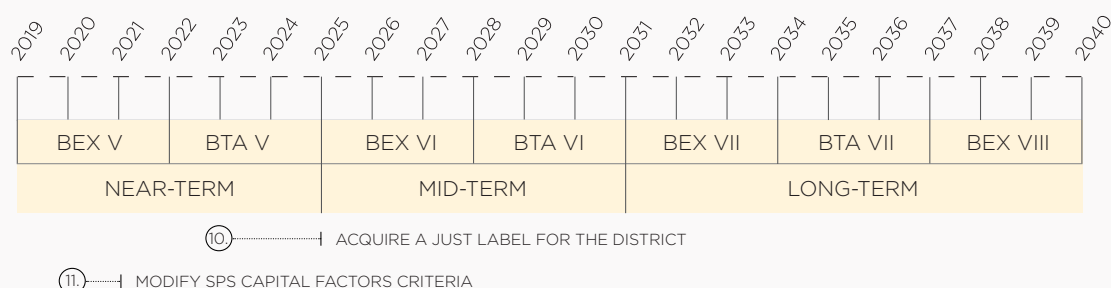 2019 2020 2021 2022 2023 2024 2025 2026 2027 2028 2029 2030 2031 2032 2033 2034 2035 2036 2037 2038 2039 2040
BEX V BTA V BEX VI BTA VI BEX VII BTA VII BEX VIII
NEAR-TERM MID-TERM LONG-TERM
10. ACQUIRE A JUST LABEL FOR THE DISTRICT
11. MODIFY SPS CAPITAL FACTORS CRITERIA